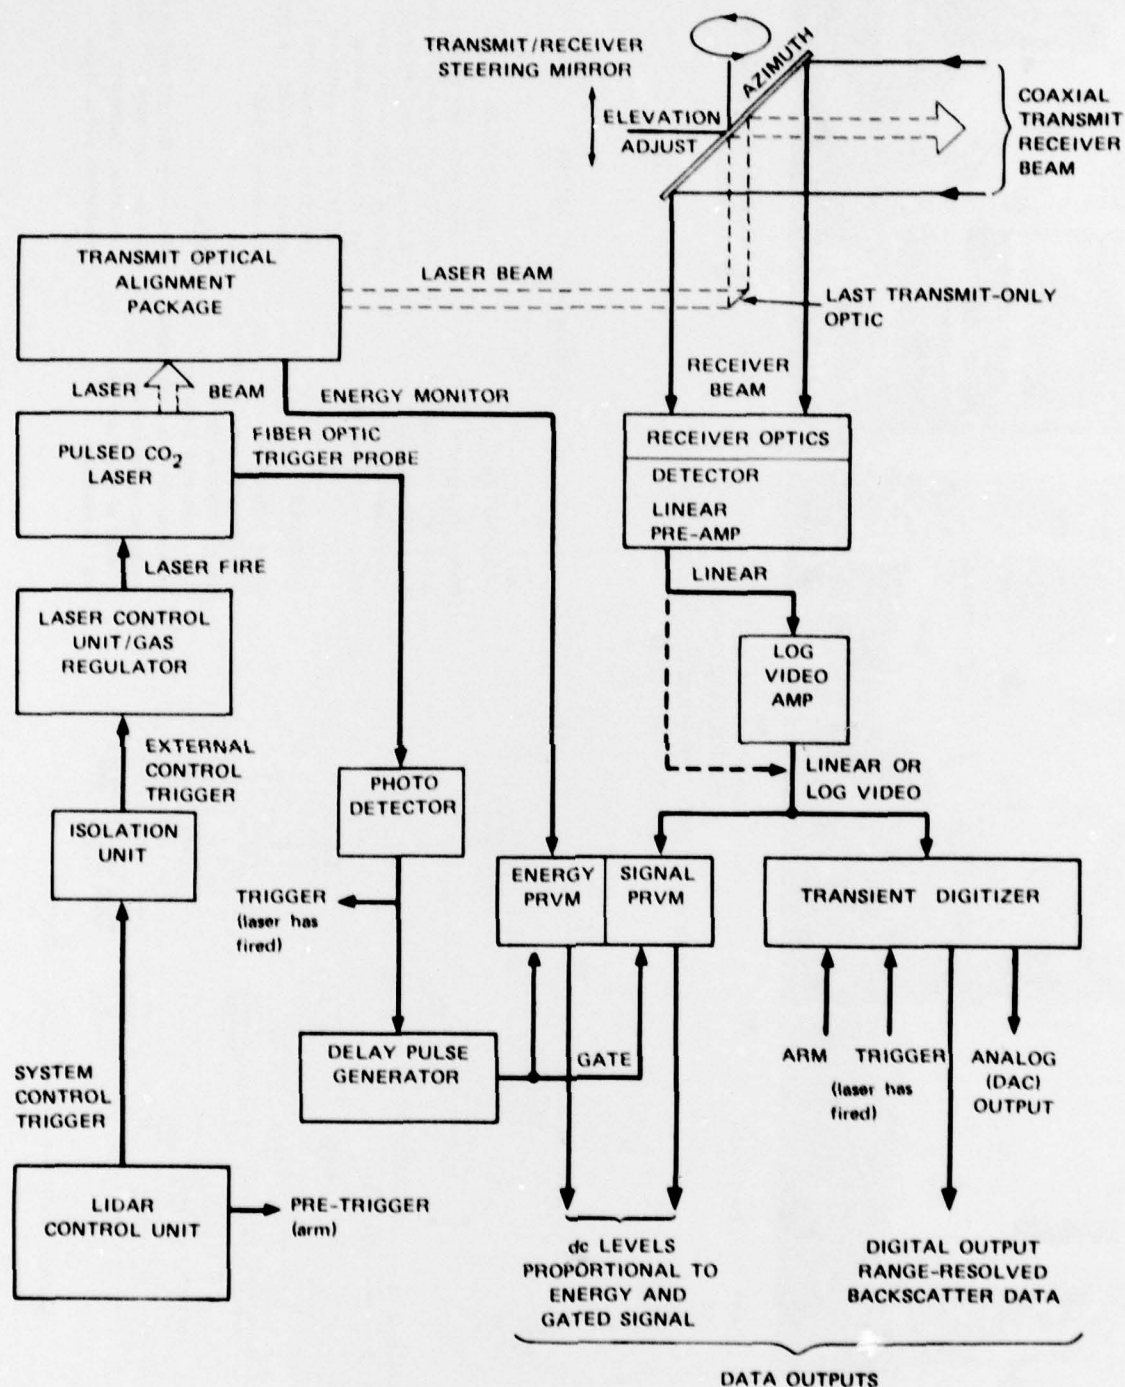 TRANSMIT/RECEIVER
STEERING MIRROR
AZIMUTH
ELEVATION
ADJUST
COAXIAL
TRANSMIT
RECEIVER
BEAM
TRANSMIT OPTICAL
ALIGNMENT
PACKAGE
LASER BEAM
LAST TRANSMIT-ONLY
OPTIC
LASER BEAM
ENERGY MONITOR
RECEIVER
BEAM
PULSED CO2
LASER
FIBER OPTIC
TRIGGER PROBE
RECEIVER OPTICS
DETECTOR
LINEAR
PRE-AMP
LASER FIRE
LINEAR
LASER CONTROL
UNIT/GAS
REGULATOR
LOG
VIDEO
AMP
EXTERNAL
CONTROL
TRIGGER
LINEAR OR
LOG VIDEO
PHOTO
DETECTOR
ISOLATION
UNIT
ENERGY
PRVM
SIGNAL
PRVM
TRANSIENT DIGITIZER
TRIGGER
(laser has
fired)
DELAY PULSE
GENERATOR
GATE
ARM
TRIGGER
(laser has
fired)
ANALOG
(DAC)
OUTPUT
SYSTEM
CONTROL
TRIGGER
LIDAR
CONTROL UNIT
PRE-TRIGGER
(arm)
dc LEVELS
PROPORTIONAL TO
ENERGY AND
GATED SIGNAL
DIGITAL OUTPUT
RANGE-RESOLVED
BACKSCATTER DATA
DATA OUTPUTS